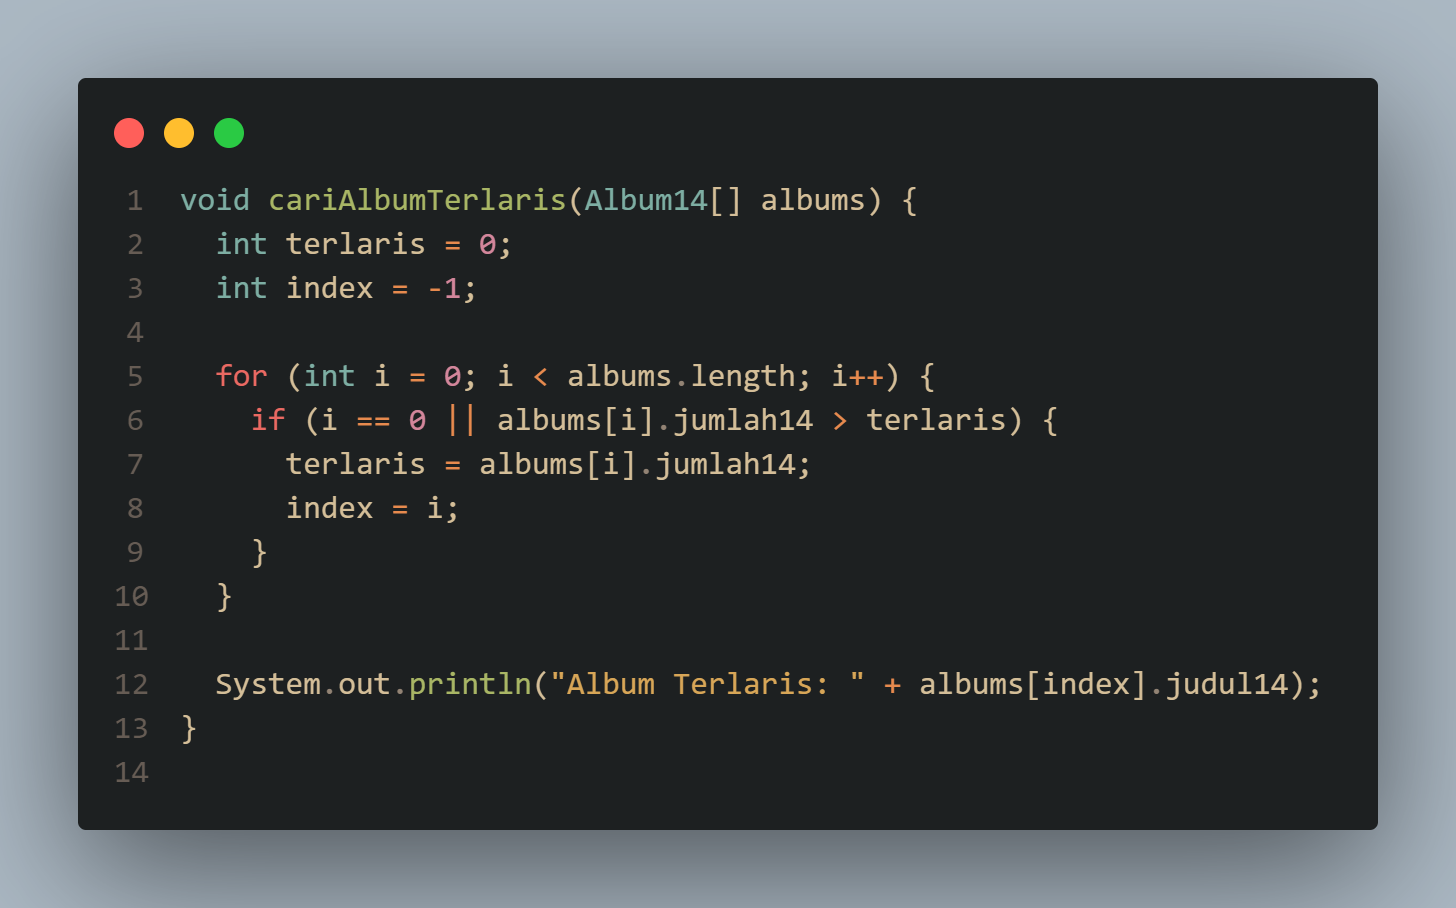 1 void cariAlbumTerlaris(Album14[] albums) {
2   int terlaris = 0;
3   int index = -1;
4
5   for (int i = 0; i < albums.length; i++) {
6     if (i == 0 || albums[i].jumlah14 > terlaris) {
7       terlaris = albums[i].jumlah14;
8       index = i;
9     }
10   }
11
12   System.out.println("Album Terlaris: " + albums[index].judul14);
13 }
14